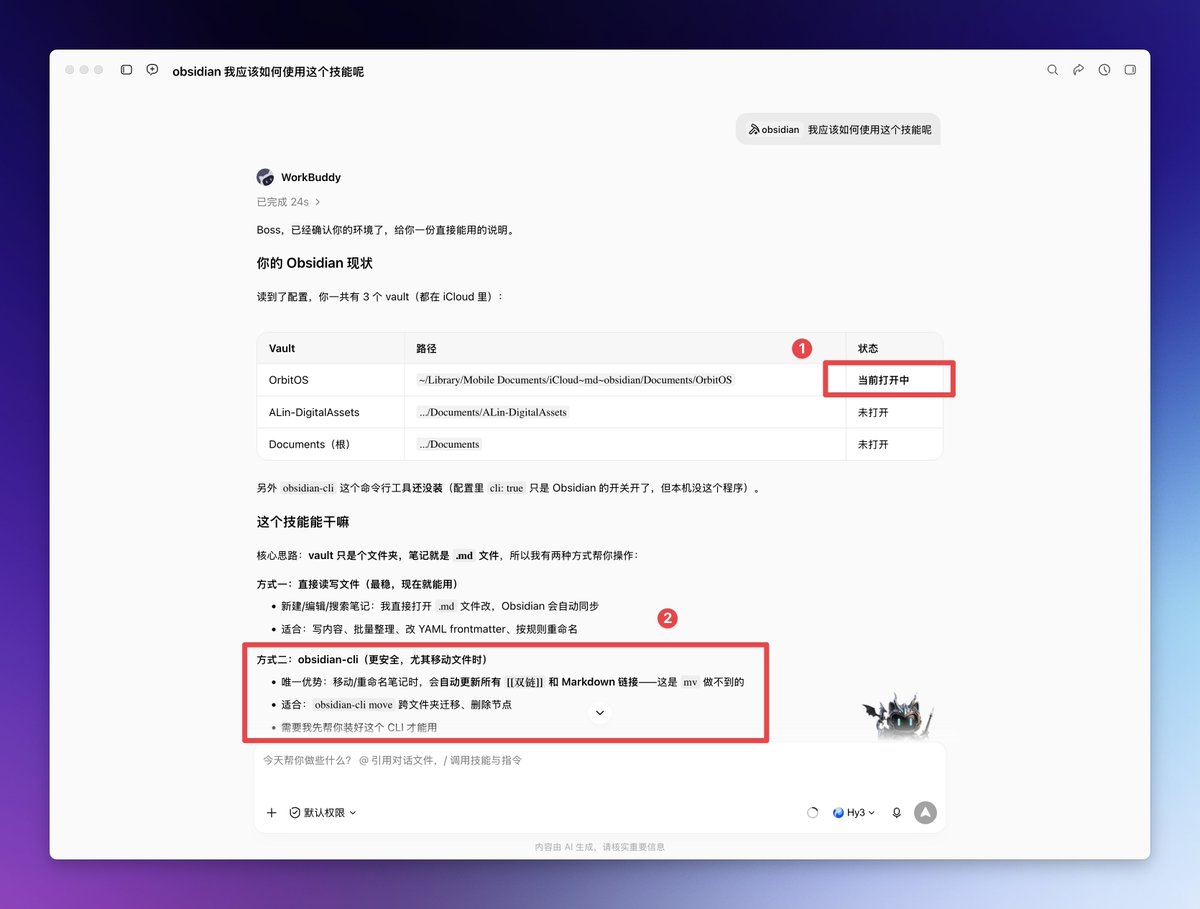 obsidian 我应该如何使用这个技能呢
obsidian 我应该如何使用这个技能呢
WorkBuddy
已完成 24s
Boss，已经确认你的环境了，给你一份直接能用的说明。
你的 Obsidian 现状
读到了配置，你一共有 3 个 vault（都在 iCloud 里）：
1
Vault 路径 状态
OrbitOS ~/Library/Mobile Documents/iCloud~md~obsidian/Documents/OrbitOS 当前打开中
ALin-DigitalAssets .../Documents/ALin-DigitalAssets 未打开
Documents（根） .../Documents 未打开
另外 obsidian-cli 这个命令行工具还没装（配置里 cli: true 只是 Obsidian 的开关开了，但本机没这个程序）。
这个技能能干嘛
核心思路：vault 只是个文件夹，笔记就是 .md 文件，所以我有两种方式帮你操作：
方式一：直接读写文件（最稳，现在就能用）
• 新建/编辑/搜索笔记：我直接打开 .md 文件改，Obsidian 会自动同步
• 适合：写内容、批量整理、改 YAML frontmatter、按规则重命名
2
方式二：obsidian-cli（更安全，尤其移动文件时）
• 唯一优势：移动/重命名笔记时，会自动更新所有 [[双链]] 和 Markdown 链接——这是 mv 做不到的
• 适合： obsidian-cli move 跨文件夹迁移、删除节点
• 需要我先帮你装好这个 CLI 才能用
今天帮你做些什么？ @ 引用对话文件，/ 调用技能与指令
默认权限 Hy3
内容由 AI 生成，请核实重要信息